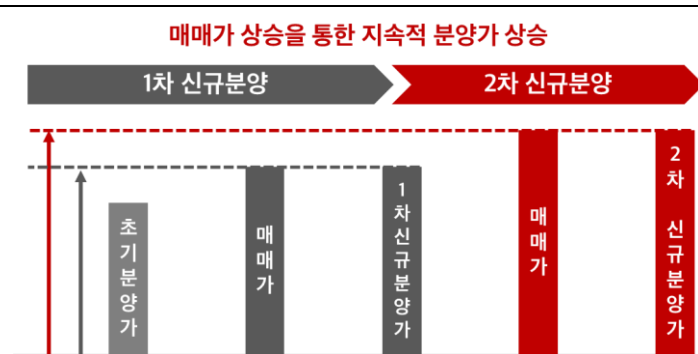 매매가 상승을 통한 지속적 분양가 상승
1차 신규분양
2차 신규분양
초기분양가
매매가
1차신규분양가
매매가
2차 신규분양가